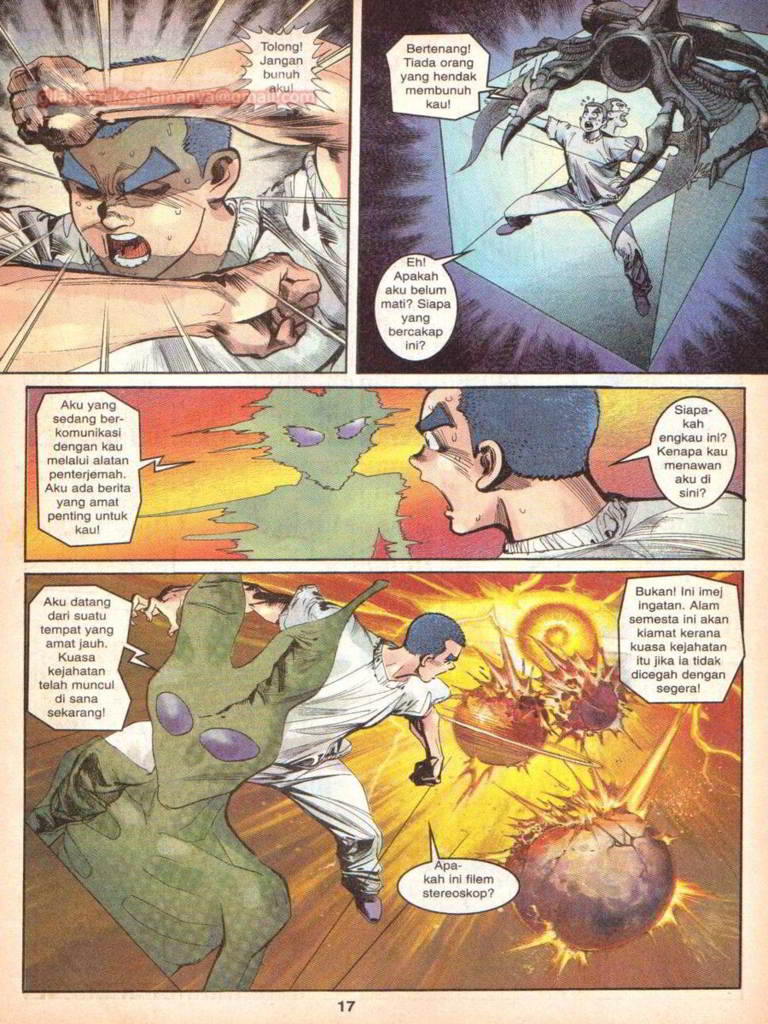 Tolong!
Jangan
bunuh
aku!
Bertenang!
Tiada orang
yang hendak
membunuh
kau!
Eh!
Apakah
aku belum
mati? Siapa
yang
bercakap
ini?
Aku yang
sedang ber-
komunikasi
dengan kau
melalui alatan
penterjemah.
Aku ada berita
yang amat
penting untuk
kau!
Siapa-
kah
engkau ini?
Kenapa kau
menawan
aku di
sini?
Aku datang
dari suatu
tempat yang
amat jauh.
Kuasa
kejahatan
telah muncul
di sana
sekarang!
Bukan! Ini imej
ingatan. Alam
semesta ini akan
kiamat kerana
kuasa kejahatan
itu jika ia tidak
dicegah dengan
segera!
Apa-
kah ini filem
stereoskop?
17